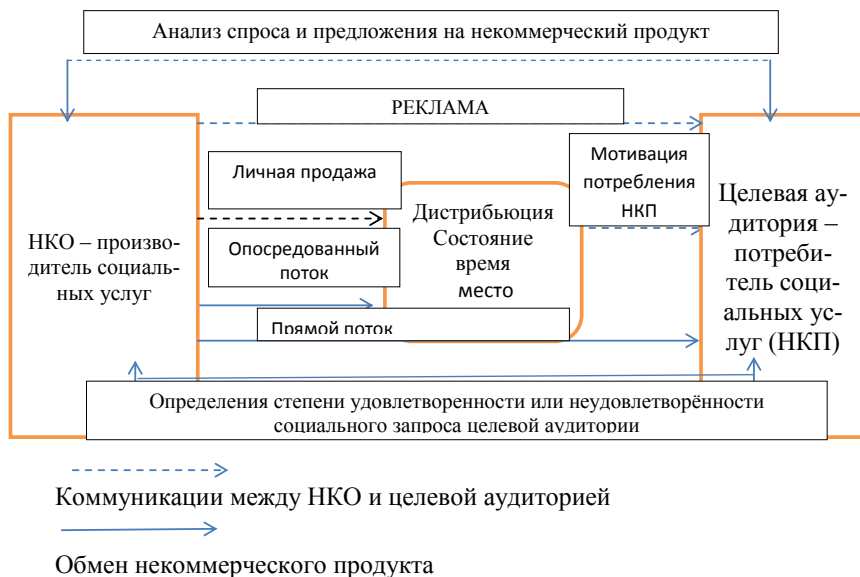 Анализ спроса и предложения на некоммерческий продукт
РЕКЛАМА
Личная продажа
Мотивация
потребления
НКП
НКО – произво-
дитель социаль-
ных услуг
Опосредованный
поток
Дистрибьюция
Состояние
время
место
Целевая ау-
дитория –
потреби-
тель соци-
альных ус-
луг (НКП)
Прямой поток
Определения степени удовлетворенности или неудовлетворённости
социального запроса целевой аудитории
Коммуникации между НКО и целевой аудиторией
Обмен некоммерческого продукта